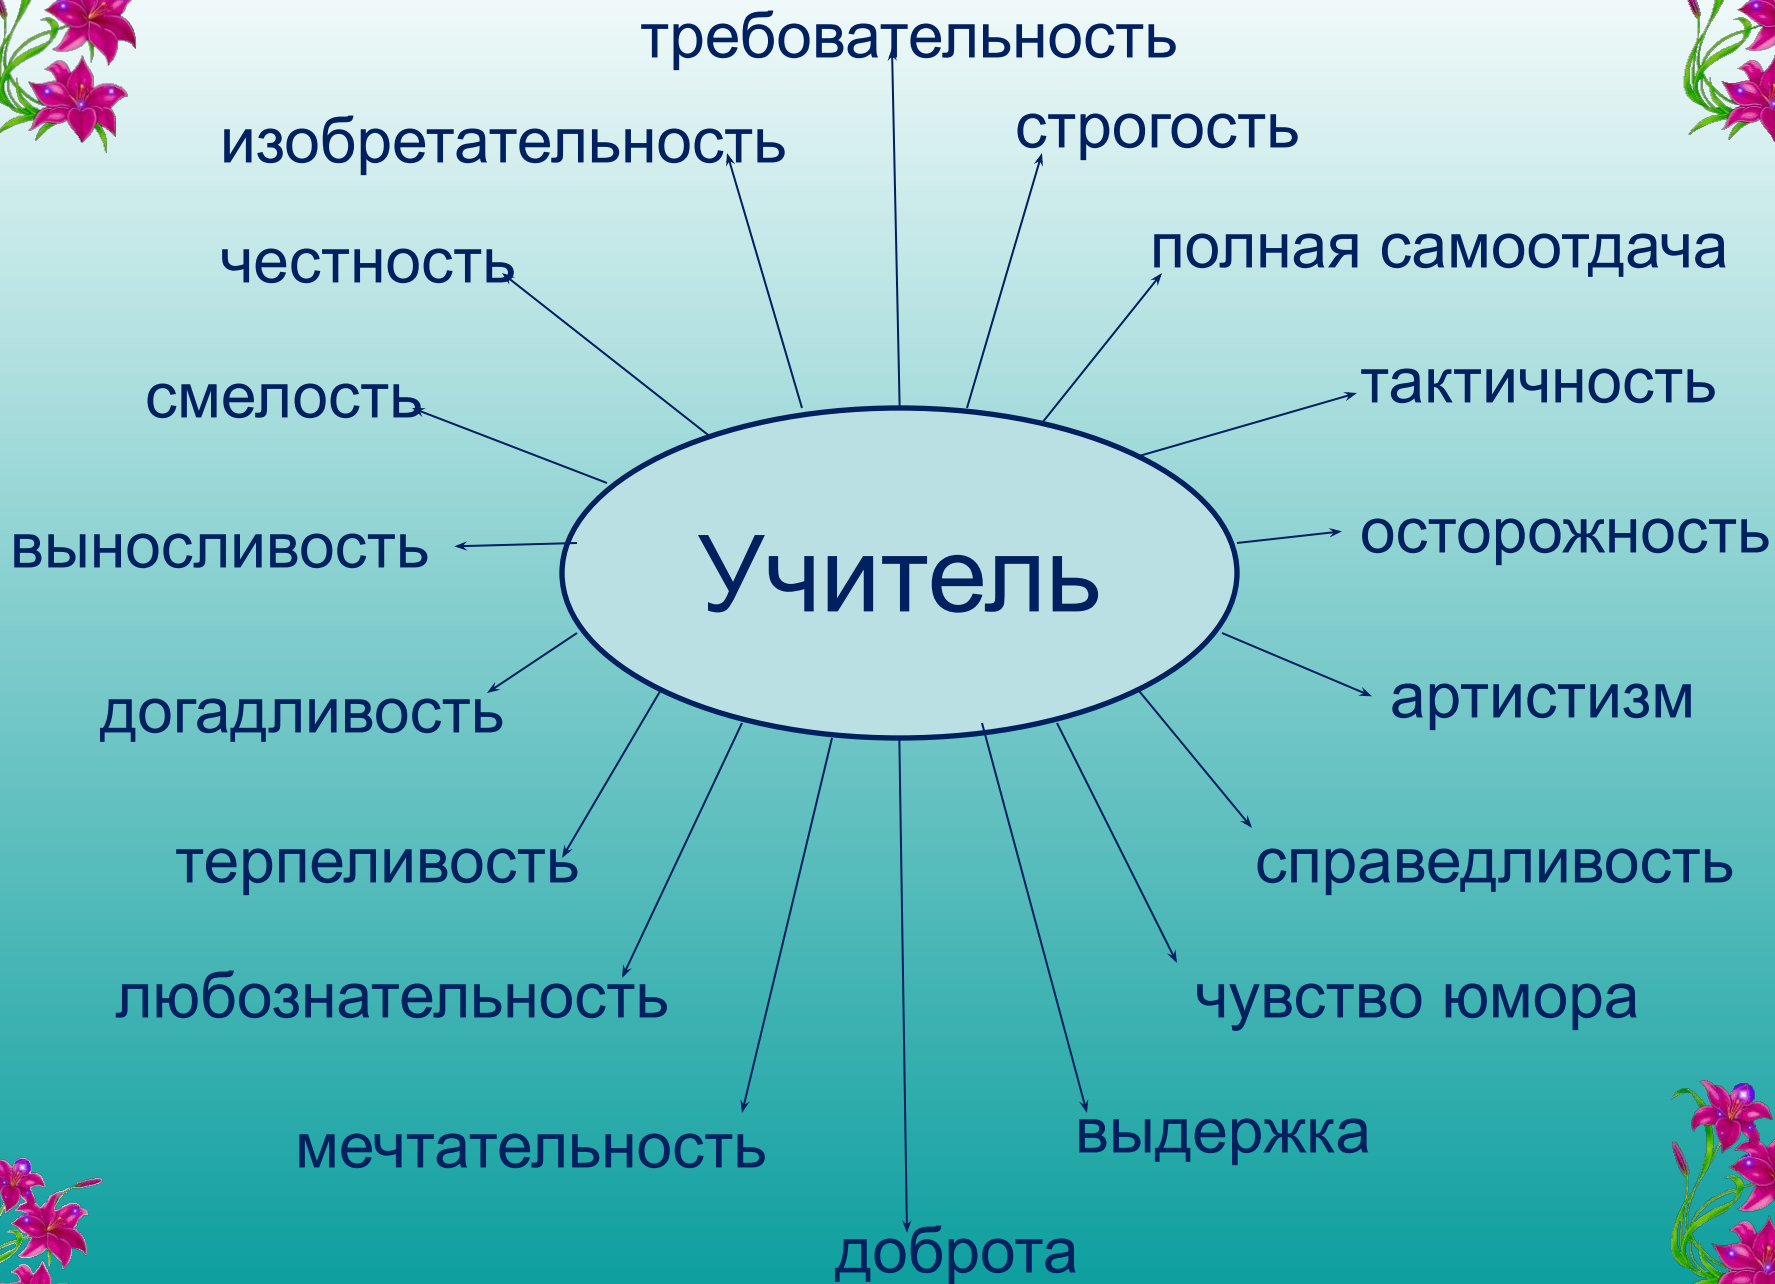 требовательность
изобретательность
строгость
честность
полная самоотдача
смелость
тактичность
выносливость
осторожность
Учитель
догадливость
артистизм
терпеливость
справедливость
любознательность
чувство юмора
мечтательность
выдержка
доброта